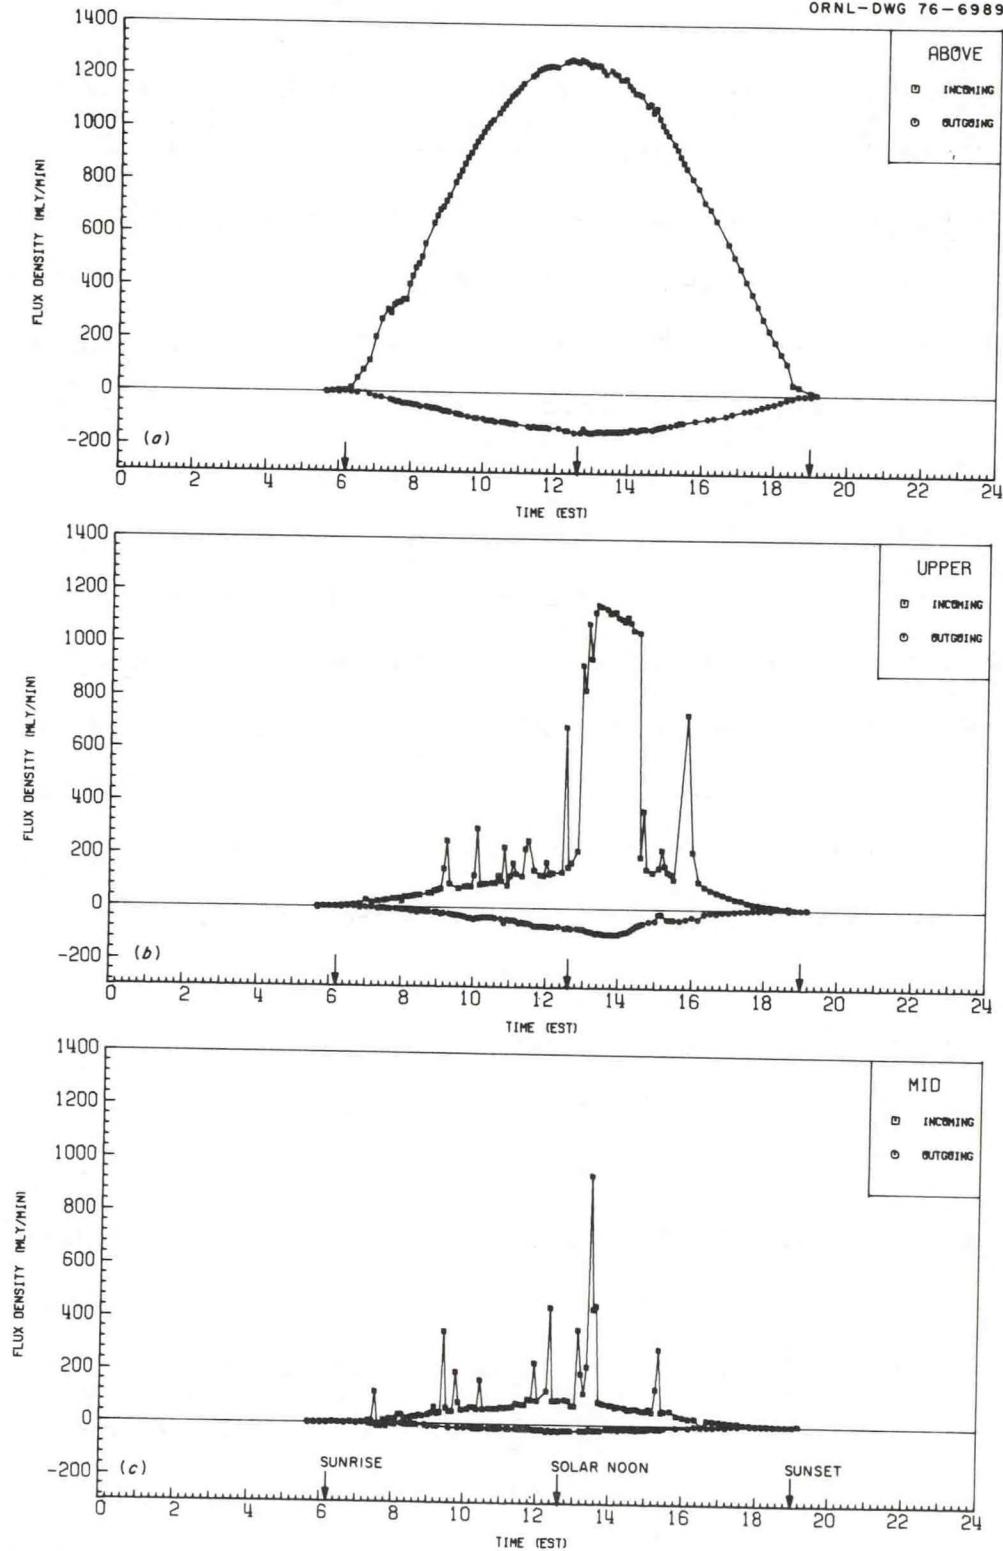 ORNL-DWG 76-6989
1400
1200
1000
800
600
400
200
0
-200
FLUX DENSITY (MLY/MIN)
ABOVE
INCOMING
OUTGOING
(a)
0 2 4 6 8 10 12 14 16 18 20 22 24
TIME (EST)
1400
1200
1000
800
600
400
200
0
-200
FLUX DENSITY (MLY/MIN)
UPPER
INCOMING
OUTGOING
(b)
0 2 4 6 8 10 12 14 16 18 20 22 24
TIME (EST)
1400
1200
1000
800
600
400
200
0
-200
FLUX DENSITY (MLY/MIN)
MID
INCOMING
OUTGOING
(c)
SUNRISE
SOLAR NOON
SUNSET
0 2 4 6 8 10 12 14 16 18 20 22 24
TIME (EST)